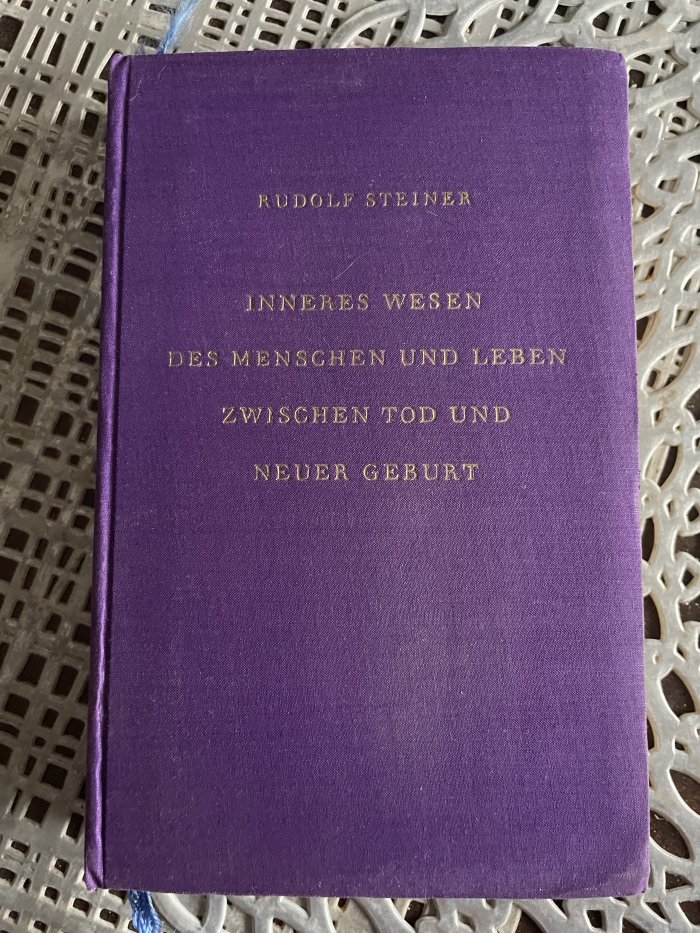 RUDOLF STEINER
INNERES WESEN
DES MENSCHEN UND LEBEN
ZWISCHEN TOD UND
NEUER GEBURT